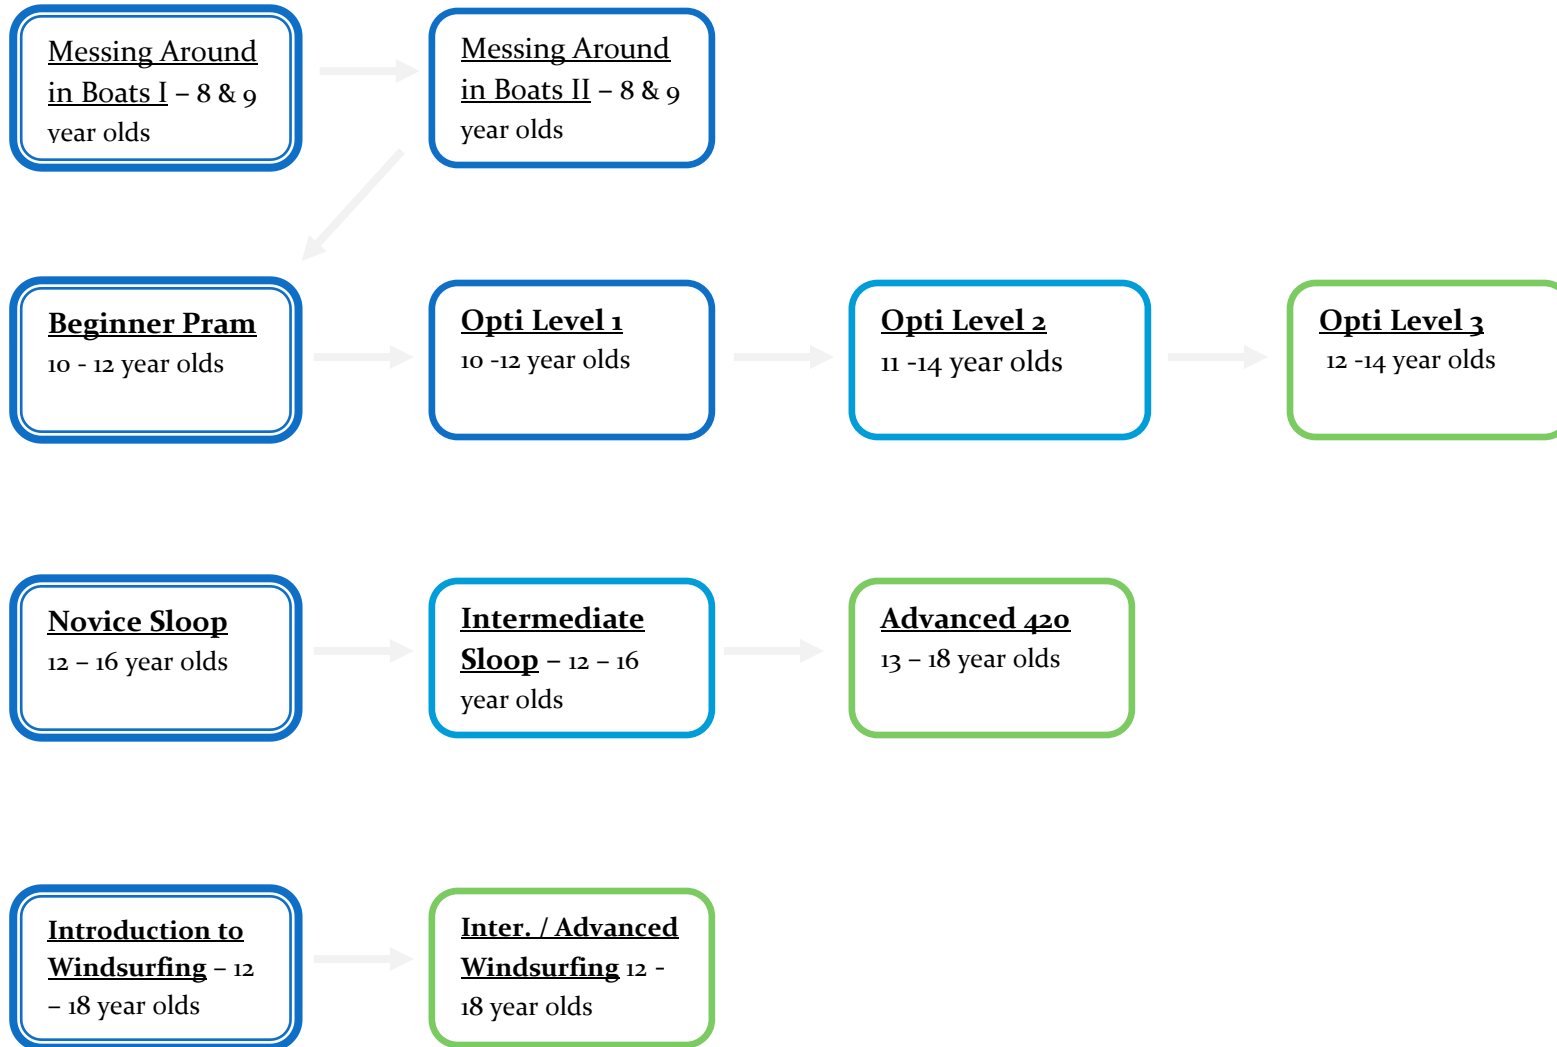 Messing Around
in Boats I – 8 & 9
year olds
Messing Around
in Boats II – 8 & 9
year olds
Beginner Pram
10 - 12 year olds
Opti Level 1
10 -12 year olds
Opti Level 2
11 -14 year olds
Opti Level 3
12 -14 year olds
Novice Sloop
12 – 16 year olds
Intermediate
Sloop – 12 – 16
year olds
Advanced 420
13 – 18 year olds
Introduction to
Windsurfing – 12
– 18 year olds
Inter. / Advanced
Windsurfing 12 -
18 year olds